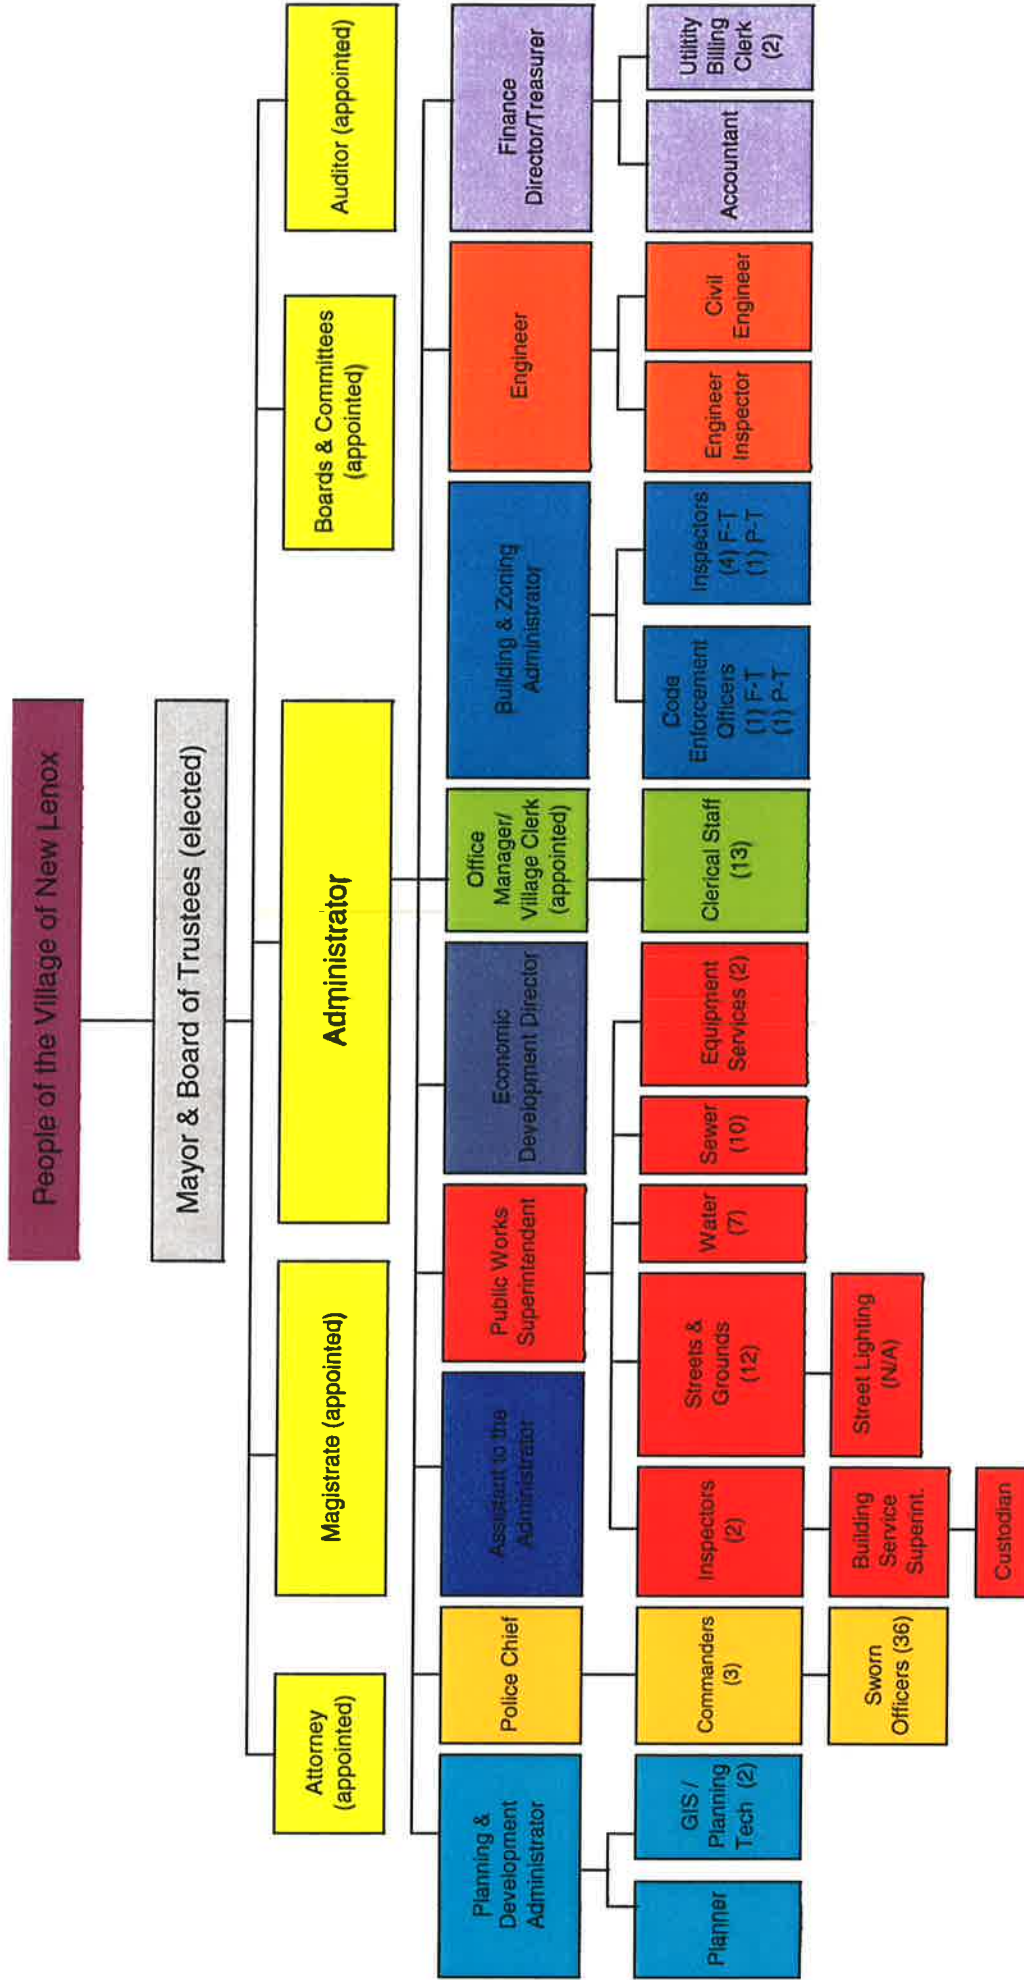 People of the Village of New Lenox
Mayor & Board of Trustees (elected)
Attorney
(appointed)
Magistrate (appointed)
Administrator
Boards & Committees
(appointed)
Auditor (appointed)
Planning &
Development
Administrator
Police Chief
Assistant to the
Administrator
Public Works
Superintendent
Economic
Development Director
Office
Manager/
Village Clerk
(appointed)
Building & Zoning
Administrator
Engineer
Finance
Director/Treasurer
Planner
GIS /
Planning
Tech (2)
Commanders
(3)
Inspectors
(2)
Streets &
Grounds
(12)
Water
(7)
Sewer
(10)
Equipment
Services (2)
Clerical Staff
(13)
Code
Enforcement
Officers
(1) F-T
(1) P-T
Inspectors
(4) F-T
(1) P-T
Engineer
Inspector
Civil
Engineer
Accountant
Utiltity
Billing
Clerk
(2)
Sworn
Officers (36)
Building
Service
Superint.
Street Lighting
(N/A)
Custodian